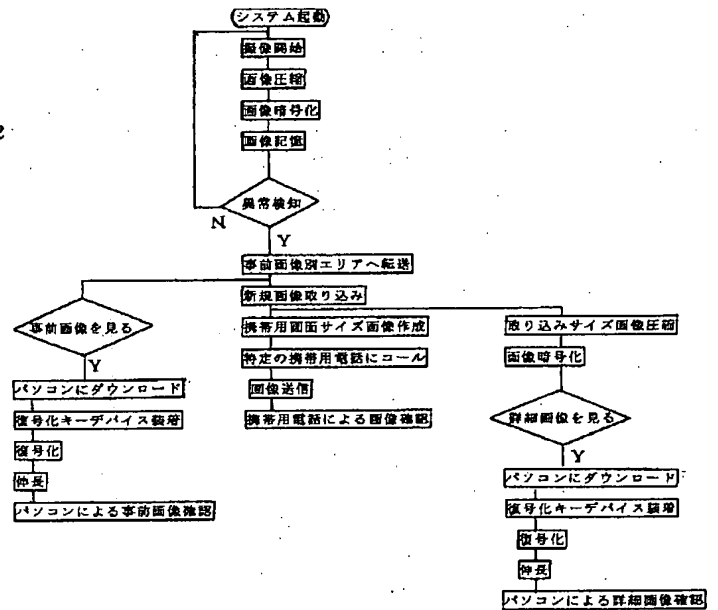 システム起動
撮像開始
画像圧縮
画像暗号化
画像記憶
異常検知
N
Y
事前画像別エリアへ転送
新規画像取り込み
事前画像を見る
Y
パソコンにダウンロード
復号化キーデバイス装着
復号化
伸長
パソコンによる事前画像確認
携帯用画面サイズ画像作成
特定の携帯用電話にコール
画像送信
携帯用電話による画像確認
取り込みサイズ画像圧縮
画像暗号化
詳細画像を見る
Y
パソコンにダウンロード
復号化キーデバイス装着
復号化
伸長
パソコンによる詳細画像確認